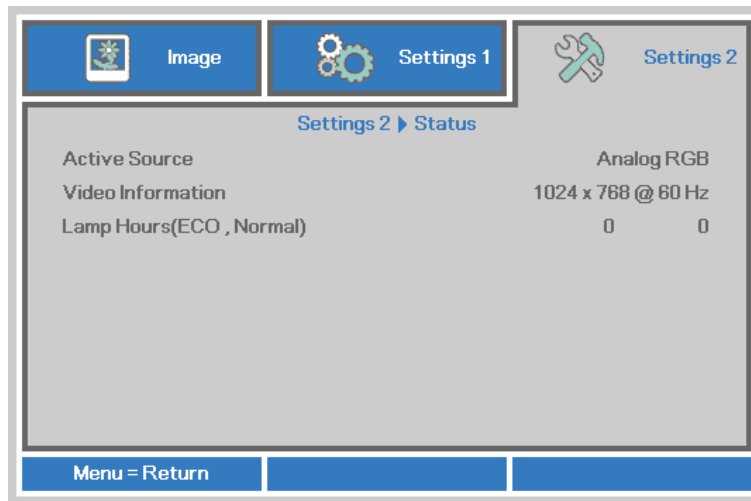 Image Settings 1 Settings 2
Settings 2 ▶ Status
Active Source Analog RGB
Video Information 1024 x 768 @ 60 Hz
Lamp Hours(ECO , Normal) 0 0
Menu = Return